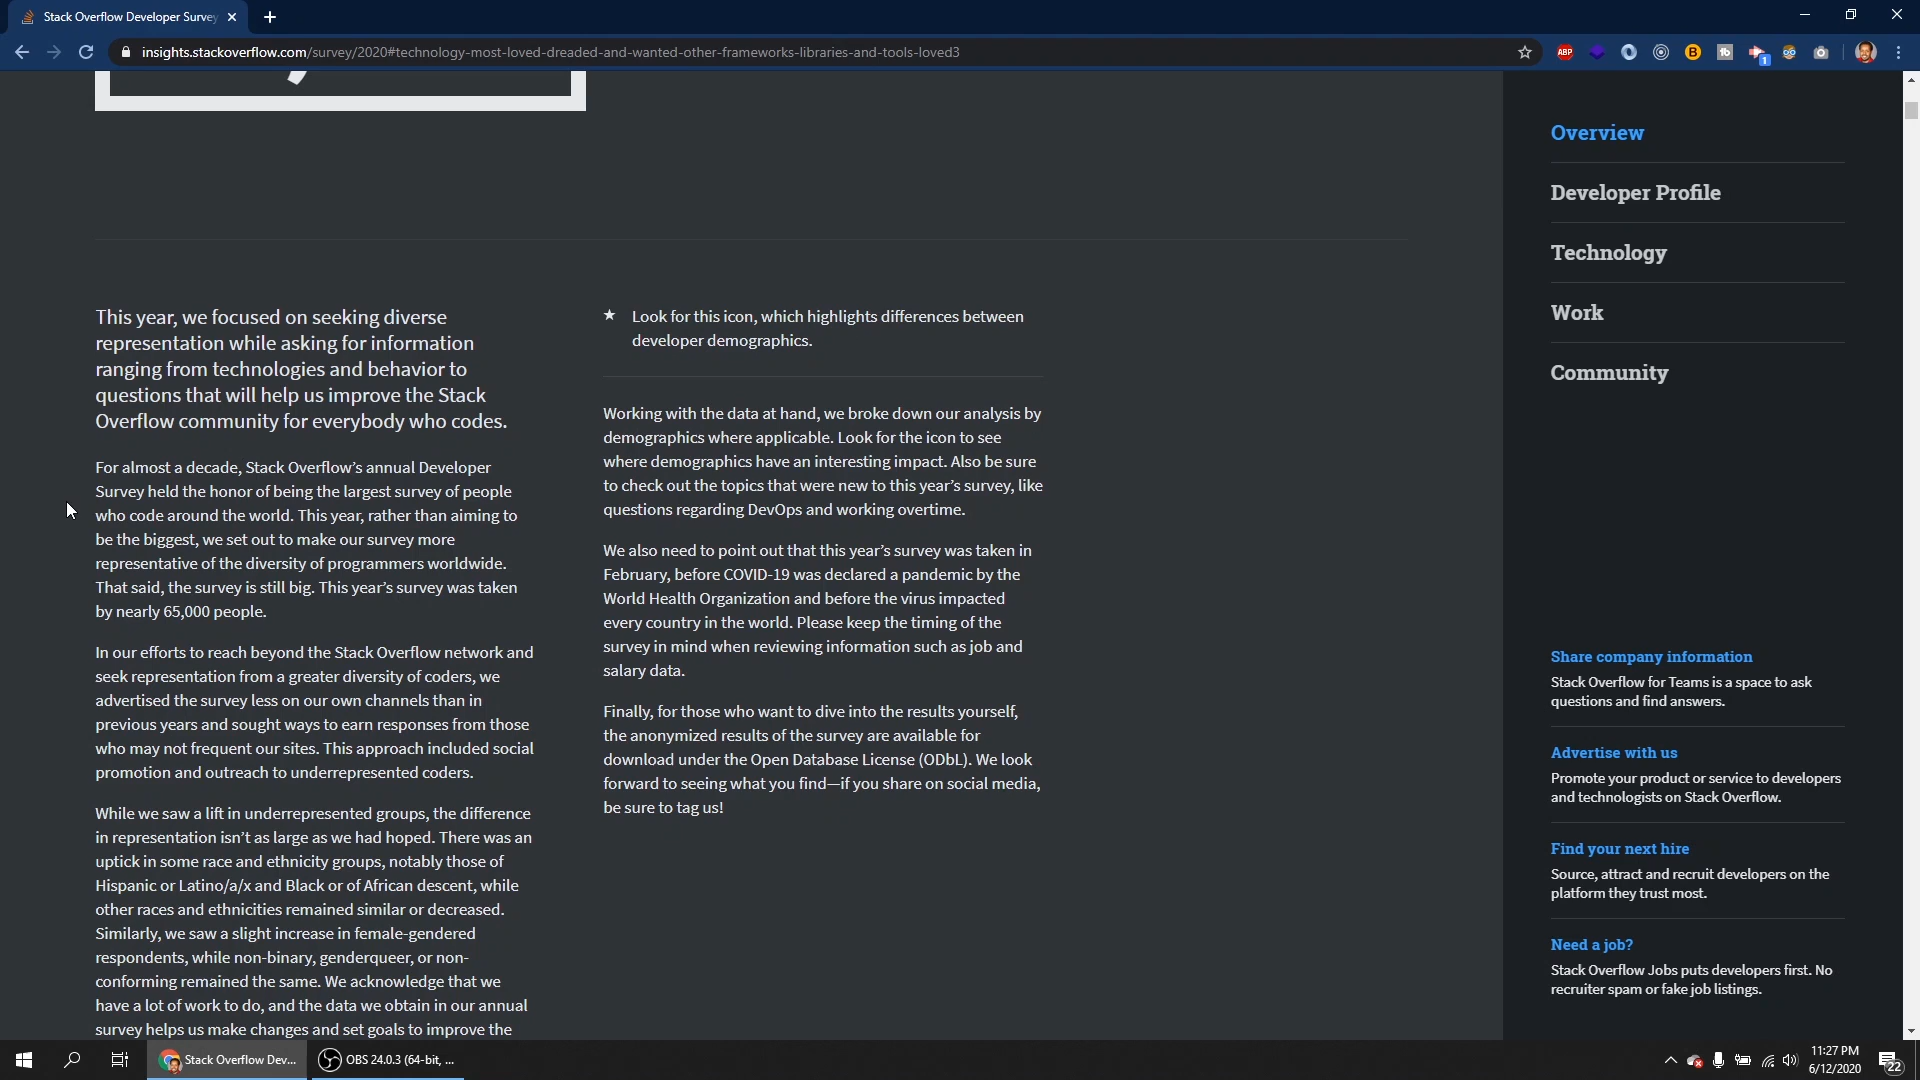 Stack Overflow Developer Survey
insights.stackoverflow.com/survey/2020#technology-most-loved-dreaded-and-wanted-other-frameworks-libraries-and-tools-loved3
ABP
B
tb
1
This year, we focused on seeking diverse
representation while asking for information
ranging from technologies and behavior to
questions that will help us improve the Stack
Overflow community for everybody who codes.
For almost a decade, Stack Overflow’s annual Developer
Survey held the honor of being the largest survey of people
who code around the world. This year, rather than aiming to
be the biggest, we set out to make our survey more
representative of the diversity of programmers worldwide.
That said, the survey is still big. This year’s survey was taken
by nearly 65,000 people.
In our efforts to reach beyond the Stack Overflow network and
seek representation from a greater diversity of coders, we
advertised the survey less on our own channels than in
previous years and sought ways to earn responses from those
who may not frequent our sites. This approach included social
promotion and outreach to underrepresented coders.
While we saw a lift in underrepresented groups, the difference
in representation isn’t as large as we had hoped. There was an
uptick in some race and ethnicity groups, notably those of
Hispanic or Latino/a/x and Black or of African descent, while
other races and ethnicities remained similar or decreased.
Similarly, we saw a slight increase in female-gendered
respondents, while non-binary, genderqueer, or non-
conforming remained the same. We acknowledge that we
have a lot of work to do, and the data we obtain in our annual
survey helps us make changes and set goals to improve the
★ Look for this icon, which highlights differences between
developer demographics.
Working with the data at hand, we broke down our analysis by
demographics where applicable. Look for the icon to see
where demographics have an interesting impact. Also be sure
to check out the topics that were new to this year’s survey, like
questions regarding DevOps and working overtime.
We also need to point out that this year’s survey was taken in
February, before COVID-19 was declared a pandemic by the
World Health Organization and before the virus impacted
every country in the world. Please keep the timing of the
survey in mind when reviewing information such as job and
salary data.
Finally, for those who want to dive into the results yourself,
the anonymized results of the survey are available for
download under the Open Database License (ODbL). We look
forward to seeing what you find—if you share on social media,
be sure to tag us!
Overview
Developer Profile
Technology
Work
Community
Share company information
Stack Overflow for Teams is a space to ask
questions and find answers.
Advertise with us
Promote your product or service to developers
and technologists on Stack Overflow.
Find your next hire
Source, attract and recruit developers on the
platform they trust most.
Need a job?
Stack Overflow Jobs puts developers first. No
recruiter spam or fake job listings.
Stack Overflow Dev...
OBS 24.0.3 (64-bit, ...
11:27 PM
6/12/2020
22